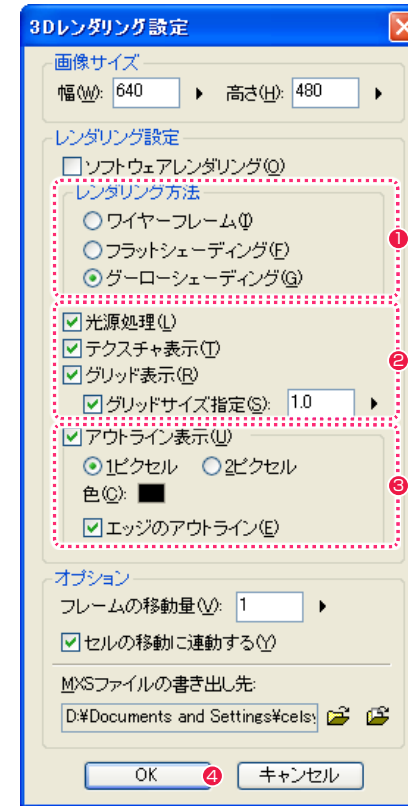 3Dレンダリング設定
画像サイズ
幅(W): 640 高さ(H): 480
レンダリング設定
ソフトウェアレンダリング(O)
レンダリング方法
ワイヤーフレーム(I)
フラットシェーディング(F)
グーローシェーディング(G)
1
光源処理(L)
テクスチャ表示(T)
グリッド表示(R)
2
グリッドサイズ指定(S): 1.0
アウトライン表示(U)
1ピクセル 2ピクセル
色(C):
3
エッジのアウトライン(E)
オプション
フレームの移動量(V): 1
セルの移動に連動する(Y)
MXSファイルの書き出し先:
D:¥Documents and Settings¥celsy
OK 4 キャンセル